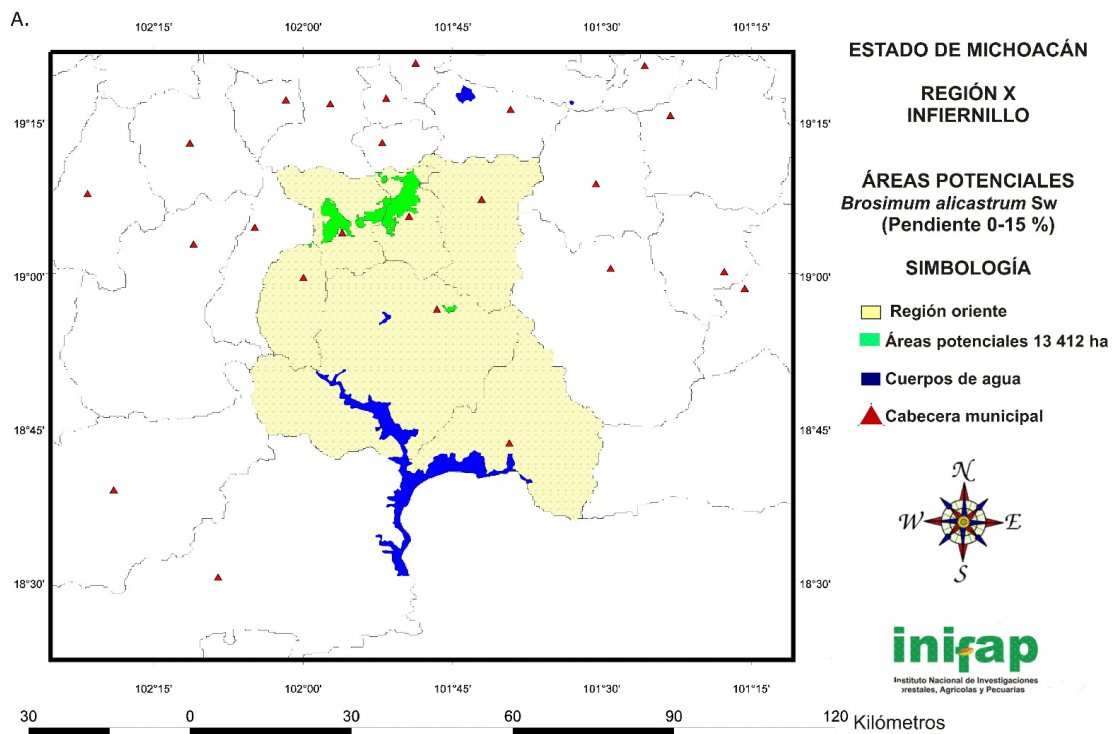 A.
102°15' 102°00' 101°45' 101°30' 101°15'
ESTADO DE MICHOACÁN
REGIÓN X
INFIERNILLO
ÁREAS POTENCIALES
Brosimum alicastrum Sw
(Pendiente 0-15 %)
SIMBOLOGÍA
Región oriente
Áreas potenciales 13 412 ha
Cuerpos de agua
Cabecera municipal
19°15' 19°15'
19°00' 19°00'
18°45' 18°45'
18°30' 18°30'
N
W E
S
inifap
Instituto Nacional de Investigaciones
orestales, Agrícolas y Pecuarias
102°15' 102°00' 101°45' 101°30' 101°15'
30 0 30 60 90 120 Kilómetros